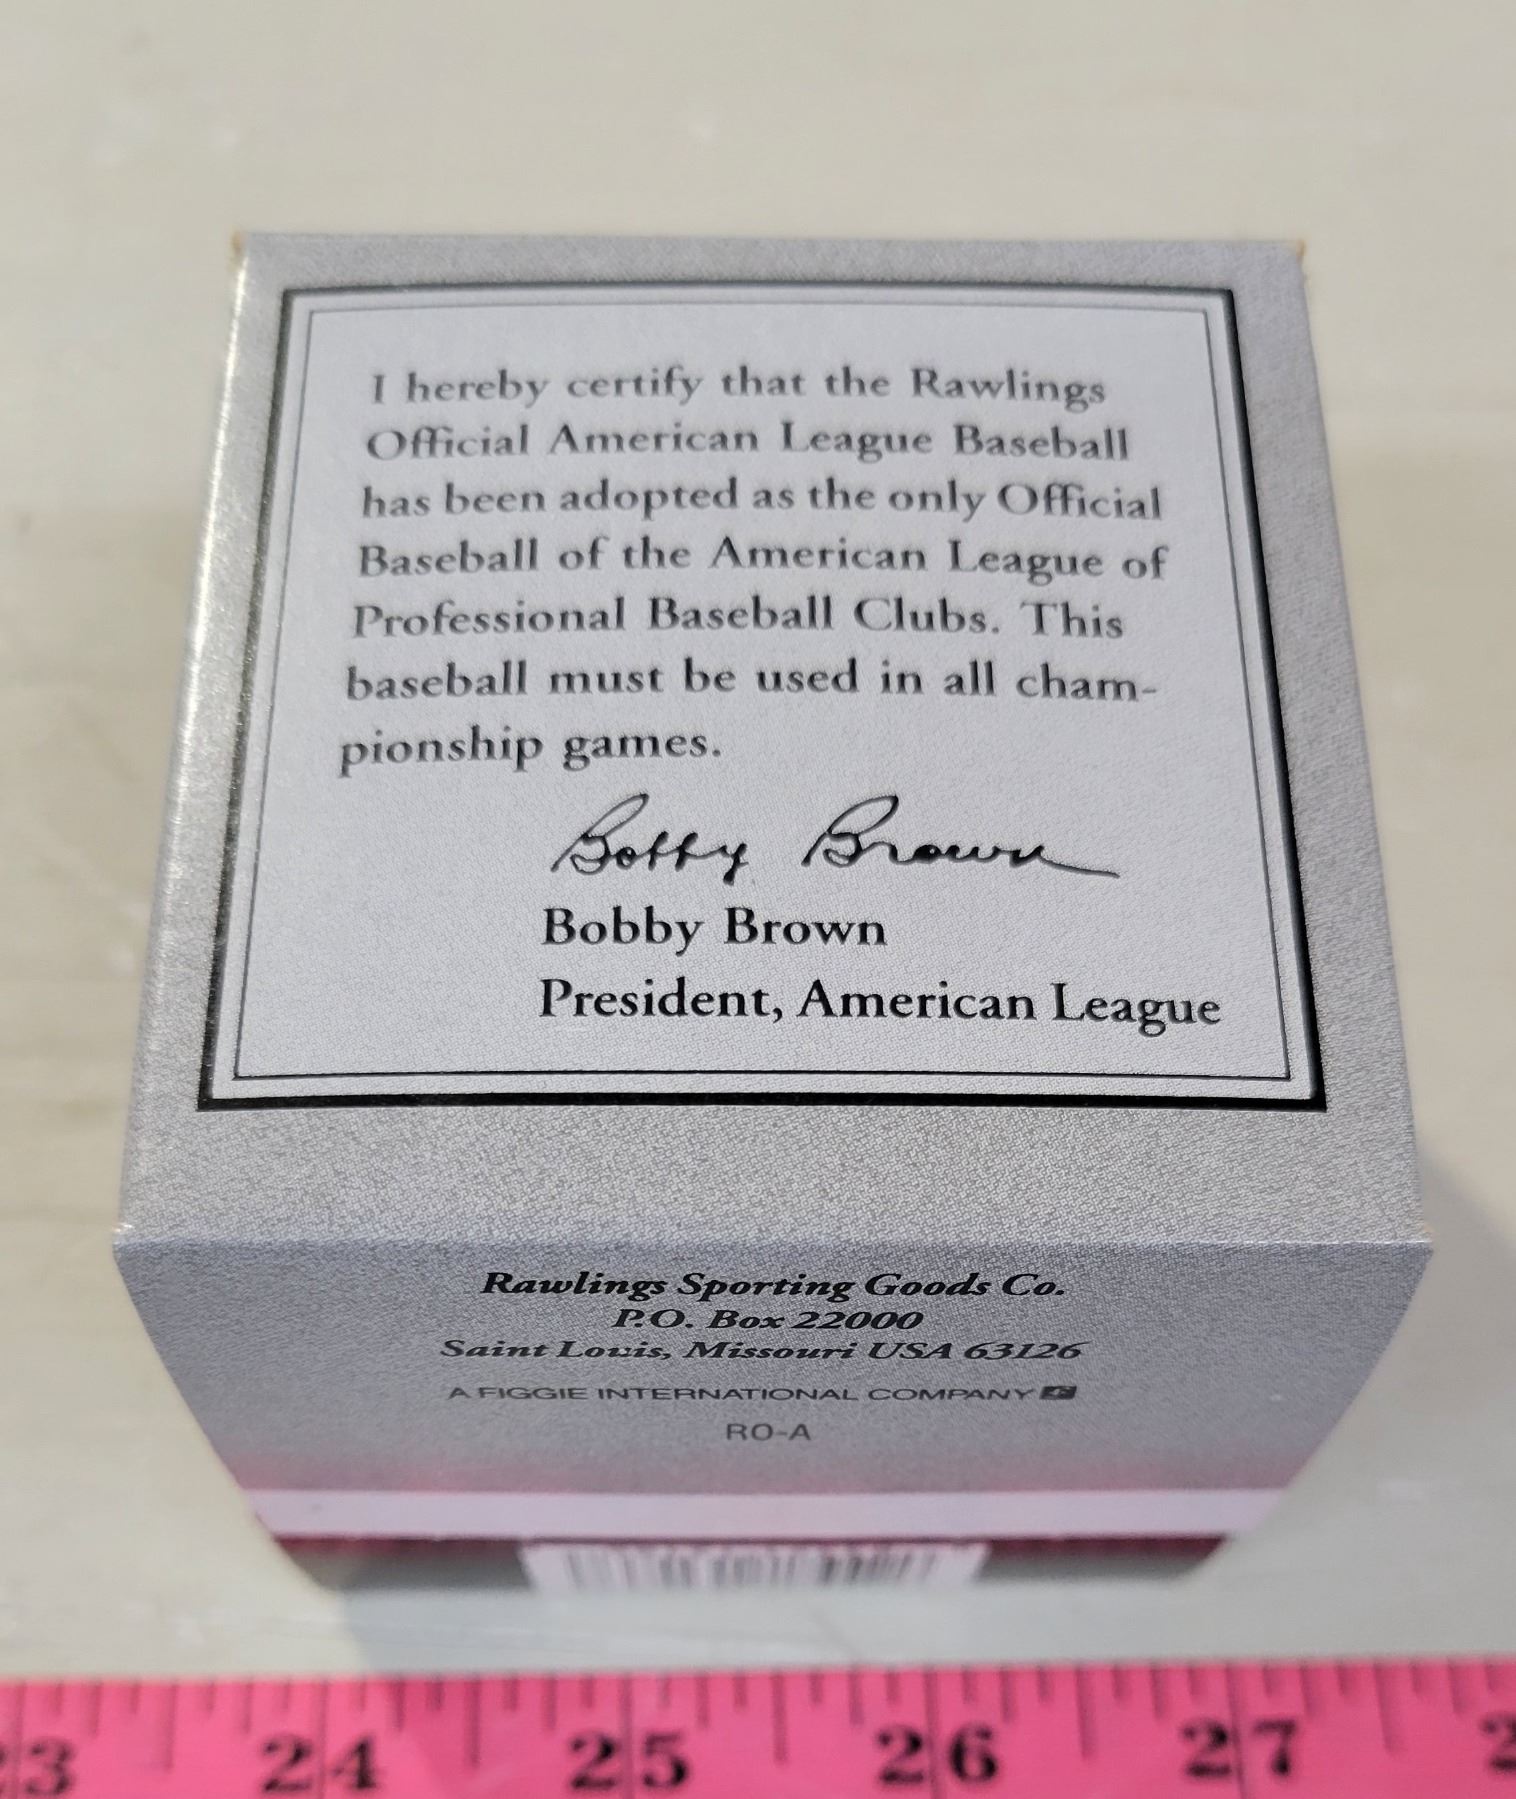 I hereby certify that the Rawlings
Official American League Baseball
has been adopted as the only Official
Baseball of the American League of
Professional Baseball Clubs. This
baseball must be used in all cham-
pionship games.
Bobby Brown
Bobby Brown
President, American League
Rawlings Sporting Goods Co.
P.O. Box 22000
Saint Louis, Missouri USA 63126
A FIGGIE INTERNATIONAL COMPANY
RO-A
23 24 25 26 27 2